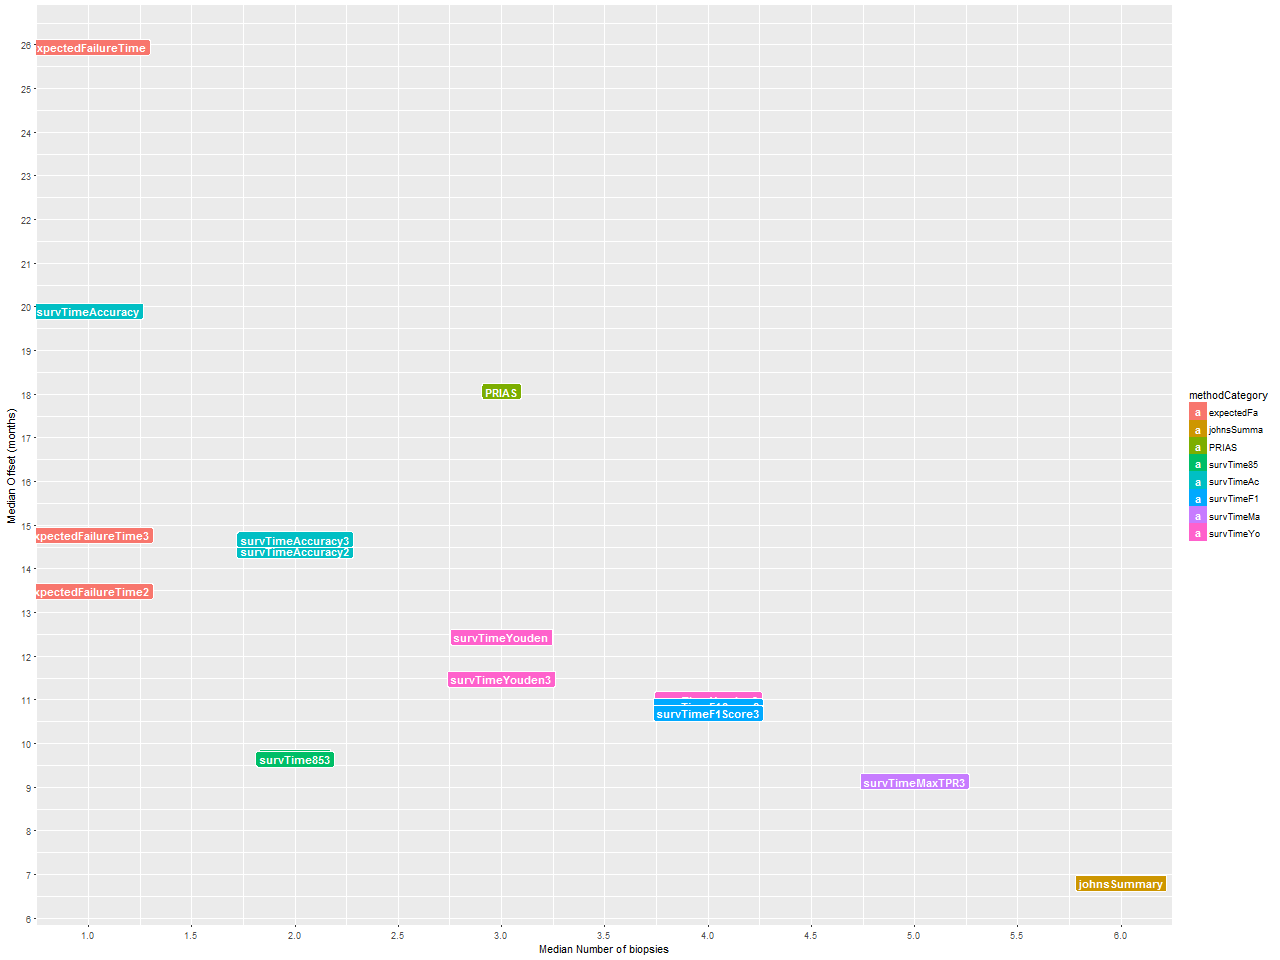 26
25
24
23
22
21
20
19
18
17
16
15
14
13
12
11
10
9
8
7
6
Median Offset (months)
xpectedFailureTime
survTimeAccuracy
PRIAS
xpectedFailureTime3
survTimeAccuracy3
survTimeAccuracy2
xpectedFailureTime2
survTimeYouden
survTimeYouden3
survTimeF1Score3
survTime853
survTimeMaxTPR3
johnsSummary
1.0
1.5
2.0
2.5
3.0
3.5
4.0
4.5
5.0
5.5
6.0
Median Number of biopsies
methodCategory
a expectedFa
a johnsSumma
a PRIAS
a survTime85
a survTimeAc
a survTimeF1
a survTimeMa
a survTimeYo